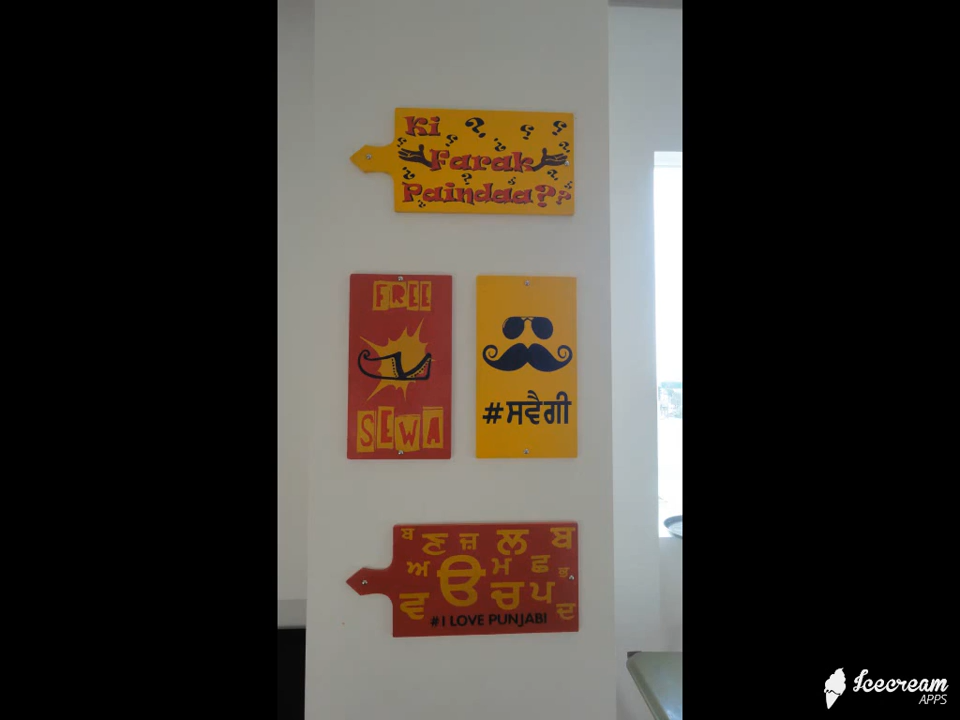 Ki
Farak
Paindaa???
FREE
SEWA
#ਸਵੈਗੀ
ਬ ਣ ਜ਼ ਲ ਬ
ਅ ੳ ਮ ਛ
ਵ ਚ ਪ ਦ
#I LOVE PUNJABI
Icecream
APPS